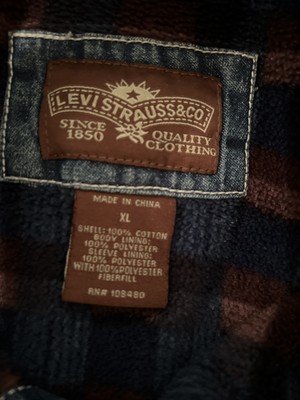 LEVI STRAUSS & CO
SINCE QUALITY
1850 CLOTHING
MADE IN CHINA
XL
SHELL: 100% COTTON
BODY LINING:
100% POLYESTER
SLEEVE LINING:
100% POLYESTER
WITH 100% POLYESTER
FIBERFILL
RN# 108480